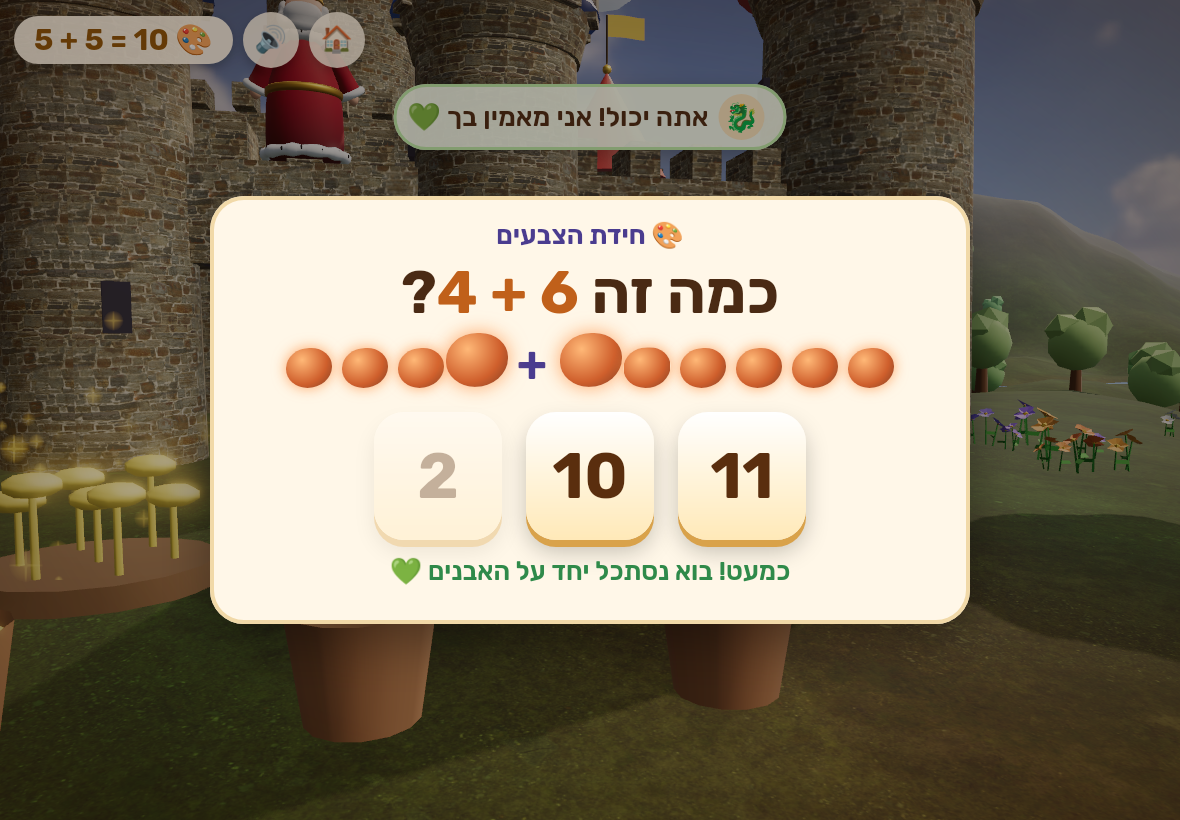 5 + 5 = 10
אתה יכול! אני מאמין בך
חידת הצבעים
כמה זה 6 + 4?
+
2 10 11
כמעט! בוא נסתכל יחד על האבנים